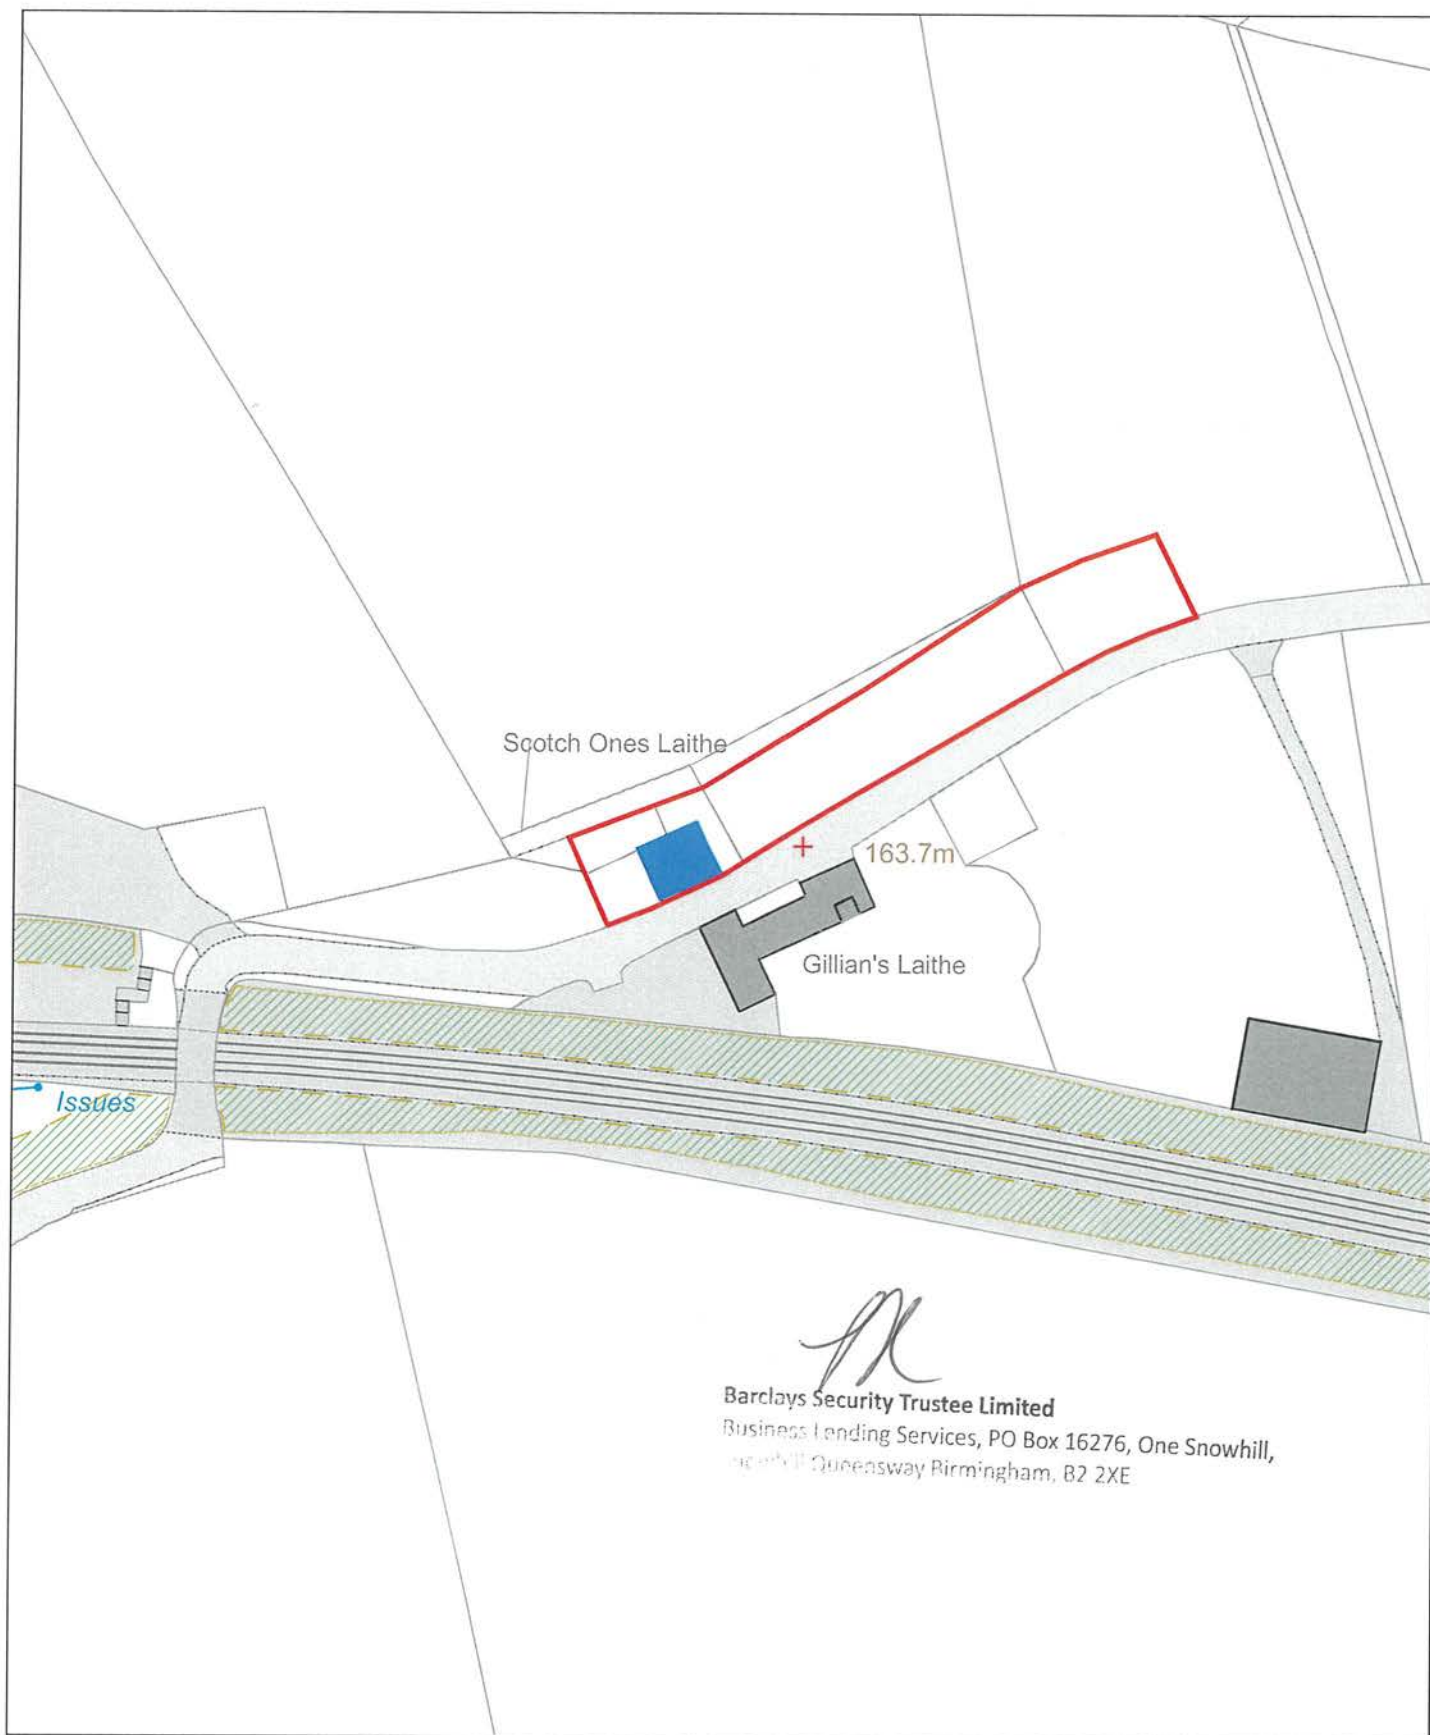 Scotch Ones Laithe
163.7m
Gillian's Laithe
Issues
Barclays Security Trustee Limited
Business Lending Services, PO Box 16276, One Snowhill,
Queensway Birmingham, B2 2XE